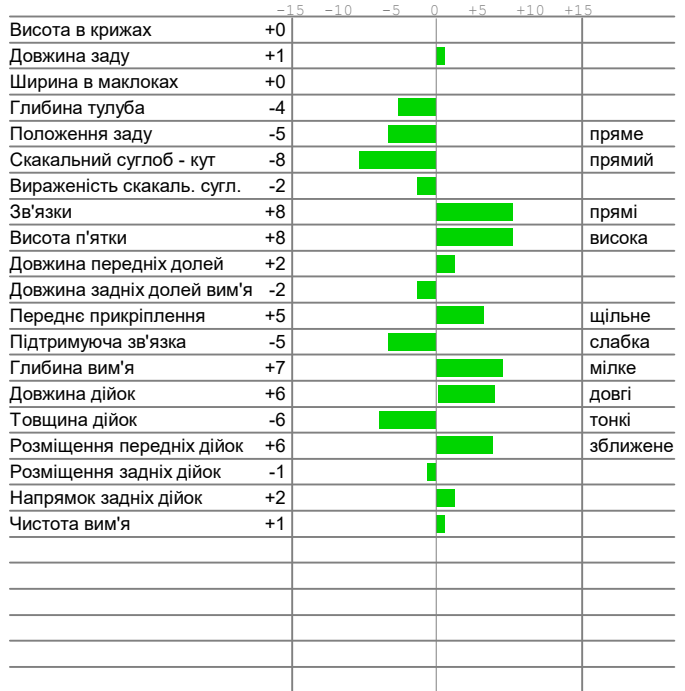 -15 -10 -5 0 +5 +10 +15
Висота в крижах +0
Довжина заду +1
Ширина в маклоках +0
Глибина тулуба -4
Положення заду -5 пряме
Скакальний суглоб - кут -8 прямий
Вираженість скакаль. сугл. -2
Зв'язки +8 прямі
Висота п'ятки +8 висока
Довжина передніх долей +2
Довжина задніх долей вим'я -2
Переднє прикріплення +5 щільне
Підтримуюча зв'язка -5 слабка
Глибина вим'я +7 мілке
Довжина дійок +6 довгі
Товщина дійок -6 тонкі
Розміщення передніх дійок +6 зближене
Розміщення задніх дійок -1
Напрямок задніх дійок +2
Чистота вим'я +1